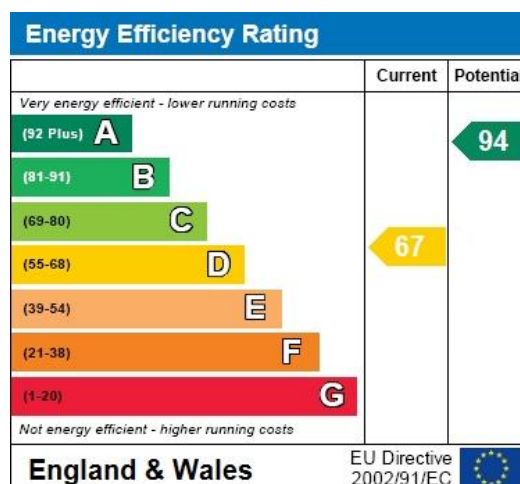 Energy Efficiency Rating
Current Potentia
Very energy efficient - lower running costs
(92 Plus) A
94
(81-91) B
(69-80) C
(55-68) D
67
(39-54) E
(21-38) F
(1-20) G
Not energy efficient - higher running costs
England & Wales
EU Directive
2002/91/EC